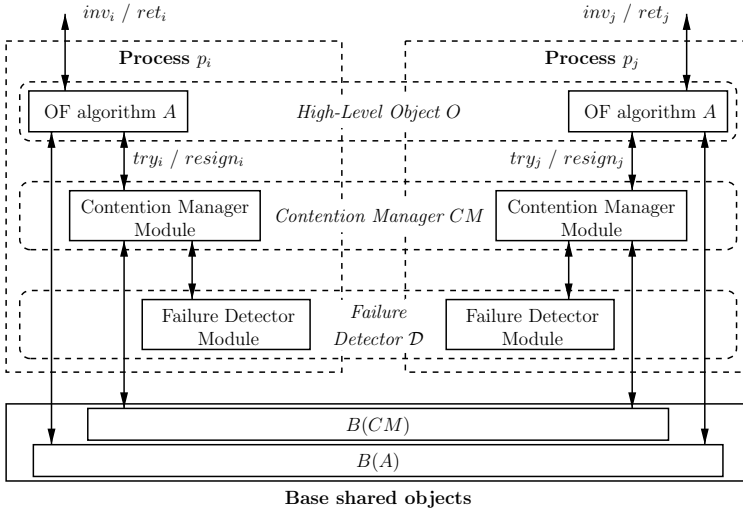 inv_i / ret_i
inv_j / ret_j
Process p_i
Process p_j
OF algorithm A
High-Level Object O
OF algorithm A
try_i / resign_i
try_j / resign_j
Contention Manager
Module
Contention Manager CM
Contention Manager
Module
Failure Detector
Module
Failure
Detector 𝒟
Failure Detector
Module
B(CM)
B(A)
Base shared objects